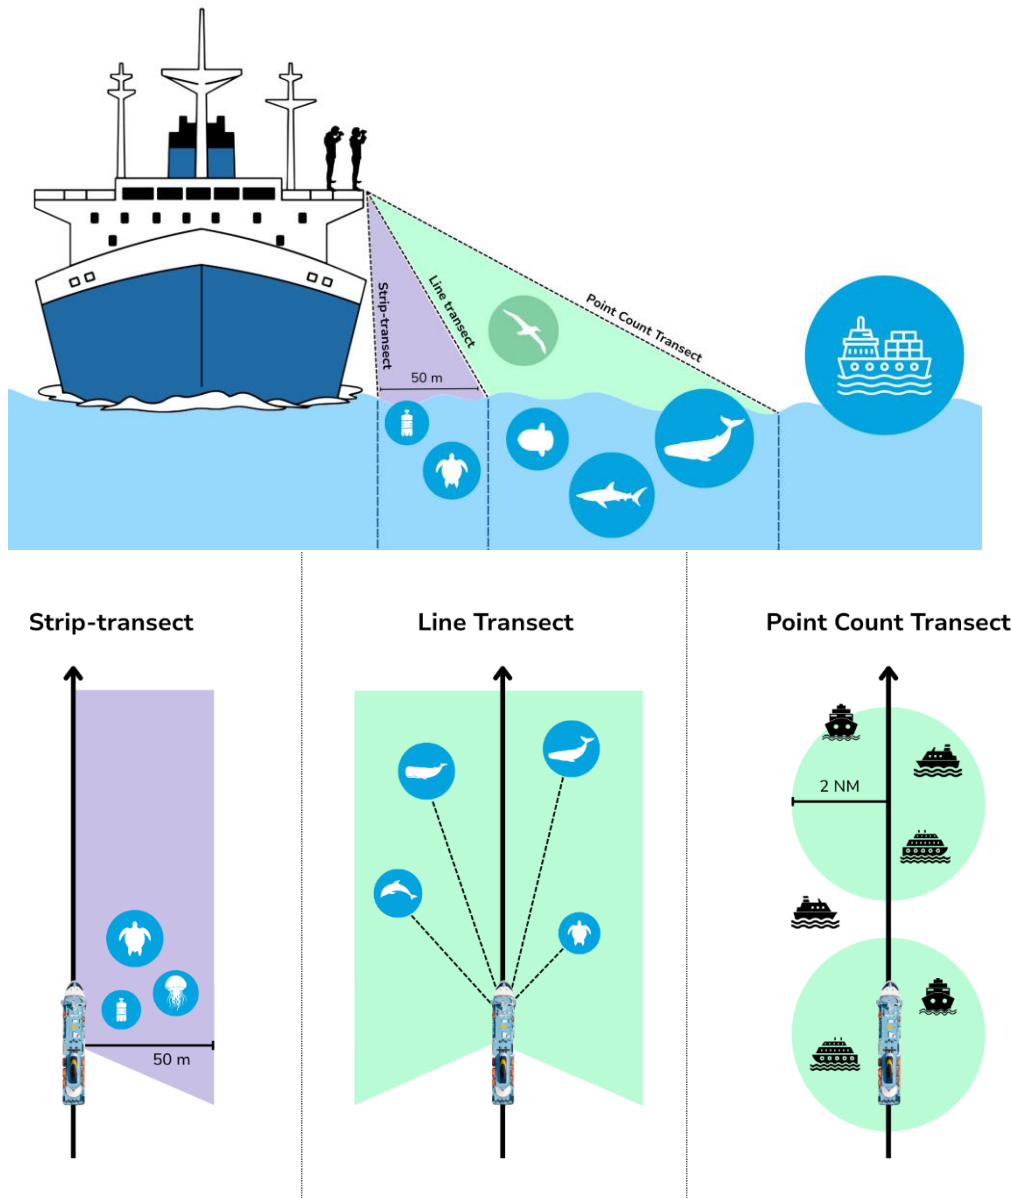 Strip-transect
Line transect
Point Count Transect
50 m
Strip-transect
Line Transect
Point Count Transect
2 NM
50 m